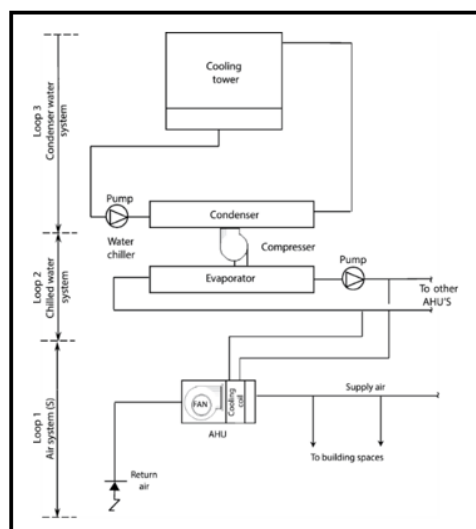 Loop 3
Condenser water
system
Cooling
tower
Pump
Condenser
Water
chiller
Compresser
Loop 2
Chilled water
system
Evaporator
Pump
To other
AHU'S
Loop 1
Air system (S)
FAN
Cooling
coil
AHU
Supply air
To building spaces
Return
air